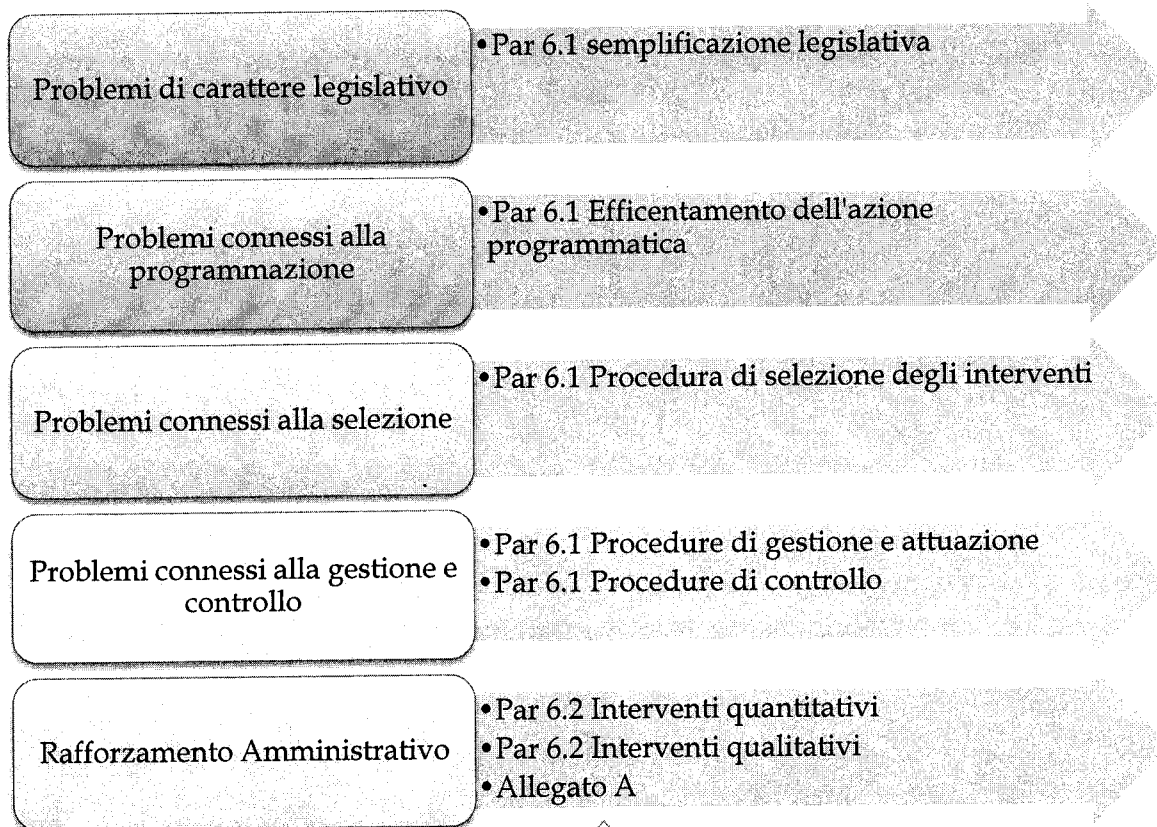 Problemi di carattere legislativo
•Par 6.1 semplificazione legislativa
Problemi connessi alla
programmazione
•Par 6.1 Efficentamento dell'azione
programmatica
Problemi connessi alla selezione
•Par 6.1 Procedura di selezione degli interventi
Problemi connessi alla gestione e
controllo
•Par 6.1 Procedure di gestione e attuazione
•Par 6.1 Procedure di controllo
Rafforzamento Amministrativo
•Par 6.2 Interventi quantitativi
•Par 6.2 Interventi qualitativi
•Allegato A